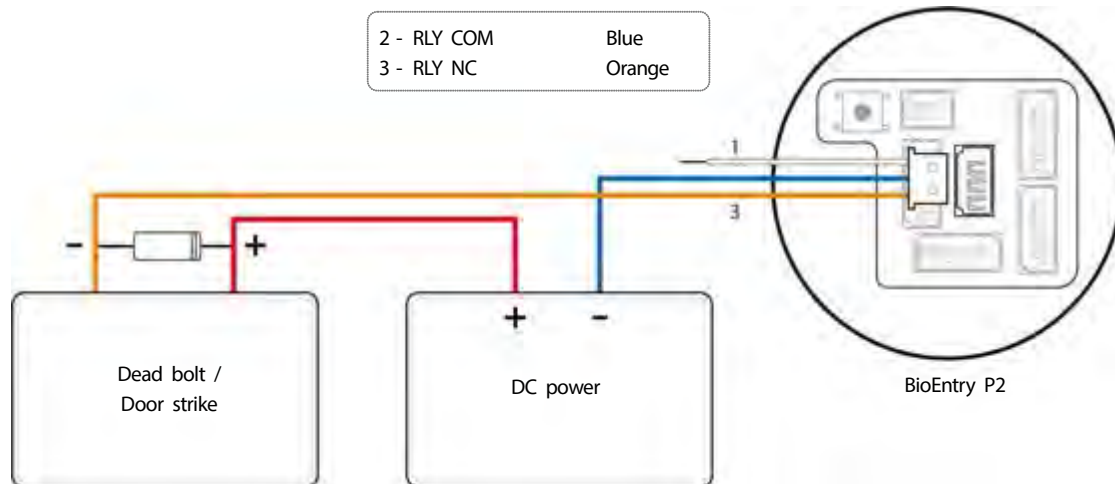 2 - RLY COM Blue
3 - RLY NC Orange
1
3
- +
+ -
Dead bolt /
Door strike
DC power
BioEntry P2